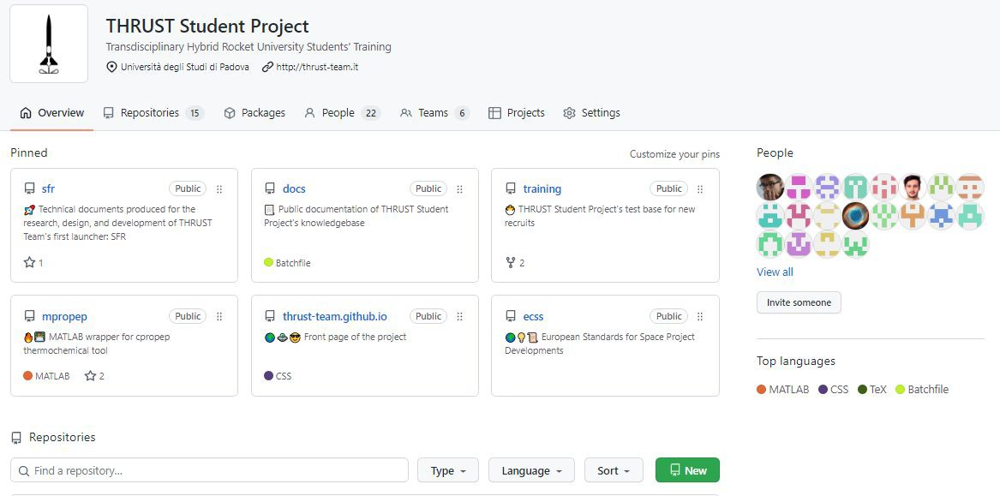 THRUST Student Project
Transdisciplinary Hybrid Rocket University Students' Training
Università degli Studi di Padova http://thrust-team.it
Overview Repositories 15 Packages People 22 Teams 6 Projects Settings
Pinned
Customize your pins
sfr Public
Technical documents produced for the
research, design, and development of THRUST
Team's first launcher: SFR
1
docs Public
Public documentation of THRUST Student
Project's knowledgebase
Batchfile
training Public
THRUST Student Project's test base for new
recruits
2
mpropep Public
MATLAB wrapper for cpropep
thermochemical tool
MATLAB 2
thrust-team.github.io Public
Front page of the project
CSS
ecss Public
European Standards for Space Project
Developments
Repositories
Find a repository...
Type Language Sort New
People
View all
Invite someone
Top languages
MATLAB CSS TeX Batchfile